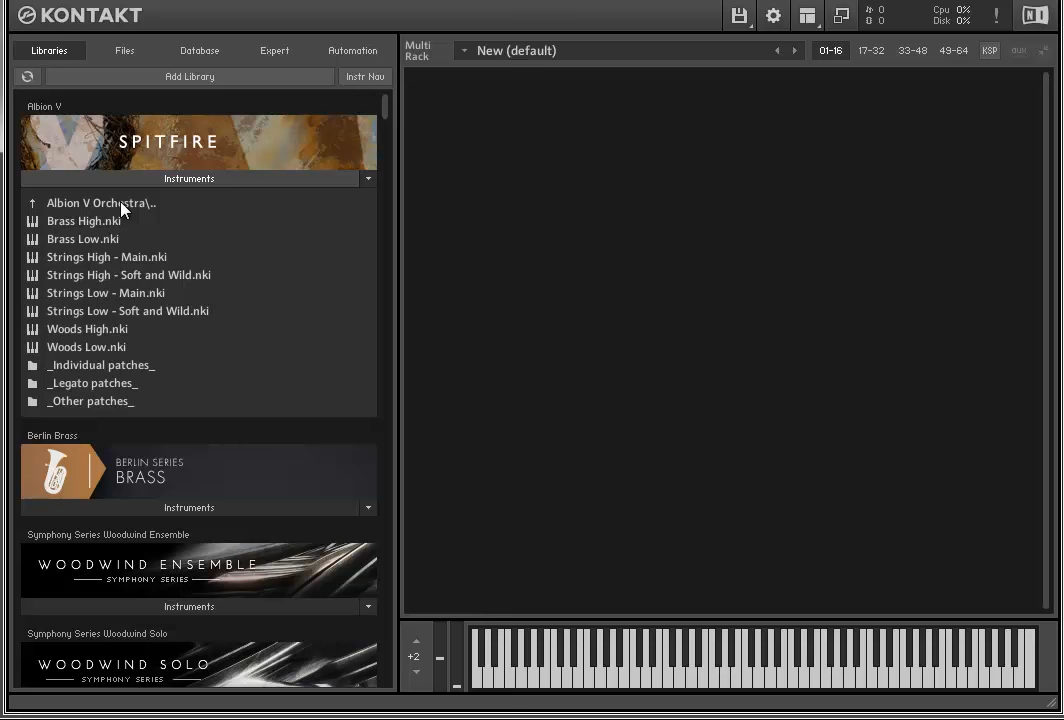 KONTAKT
Cpu 0%
Disk 0%
0
0
!
Libraries Files Database Expert Automation
Add Library Instr Nav
Multi
Rack
New (default)
01-16 17-32 33-48 49-64 KSP aux
Albion V
SPITFIRE
Instruments
Albion V Orchestra\..
Brass High.nki
Brass Low.nki
Strings High - Main.nki
Strings High - Soft and Wild.nki
Strings Low - Main.nki
Strings Low - Soft and Wild.nki
Woods High.nki
Woods Low.nki
_Individual patches_
_Legato patches_
_Other patches_
Berlin Brass
BERLIN SERIES
BRASS
Instruments
Symphony Series Woodwind Ensemble
WOODWIND ENSEMBLE
SYMPHONY SERIES
Instruments
Symphony Series Woodwind Solo
WOODWIND SOLO
SYMPHONY SERIES
+2